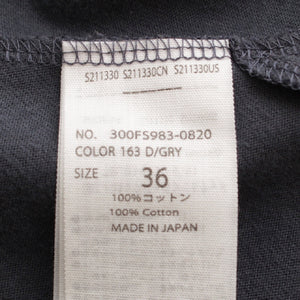 S211330 S211330CN S211330US
NO. 300FS983-0820
COLOR 163 D/GRY
SIZE 36
100%コットン
100% Cotton
MADE IN JAPAN